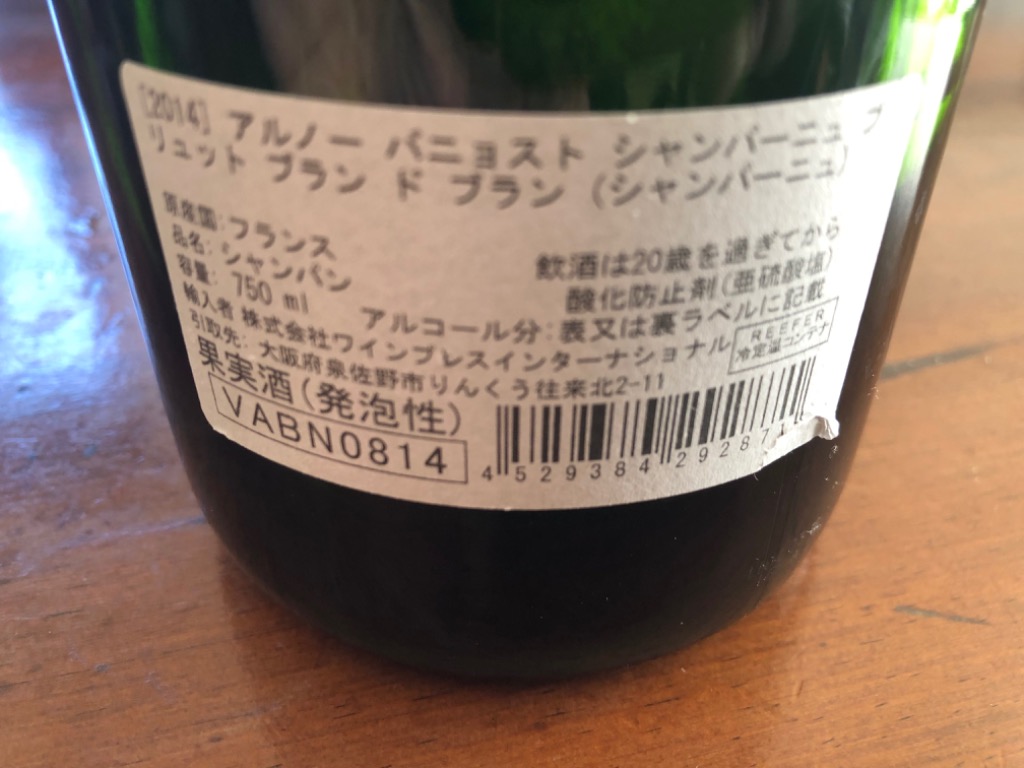 [2014] アルノー バニョスト シャンパーニュ ブ
リュット ブラン ド ブラン (シャンパーニュ)
原産国: フランス
品名: シャンパン
飲酒は20歳を過ぎてから
容量: 750 ml
酸化防止剤(亜硫酸塩)
アルコール分: 表又は裏ラベルに記載
輸入者 株式会社ワインプレスインターナショナル
REEFER
冷定温コンテナ
引取先: 大阪府泉佐野市りんくう往来北2-11
果実酒(発泡性)
VABN0814
4 529384 29287